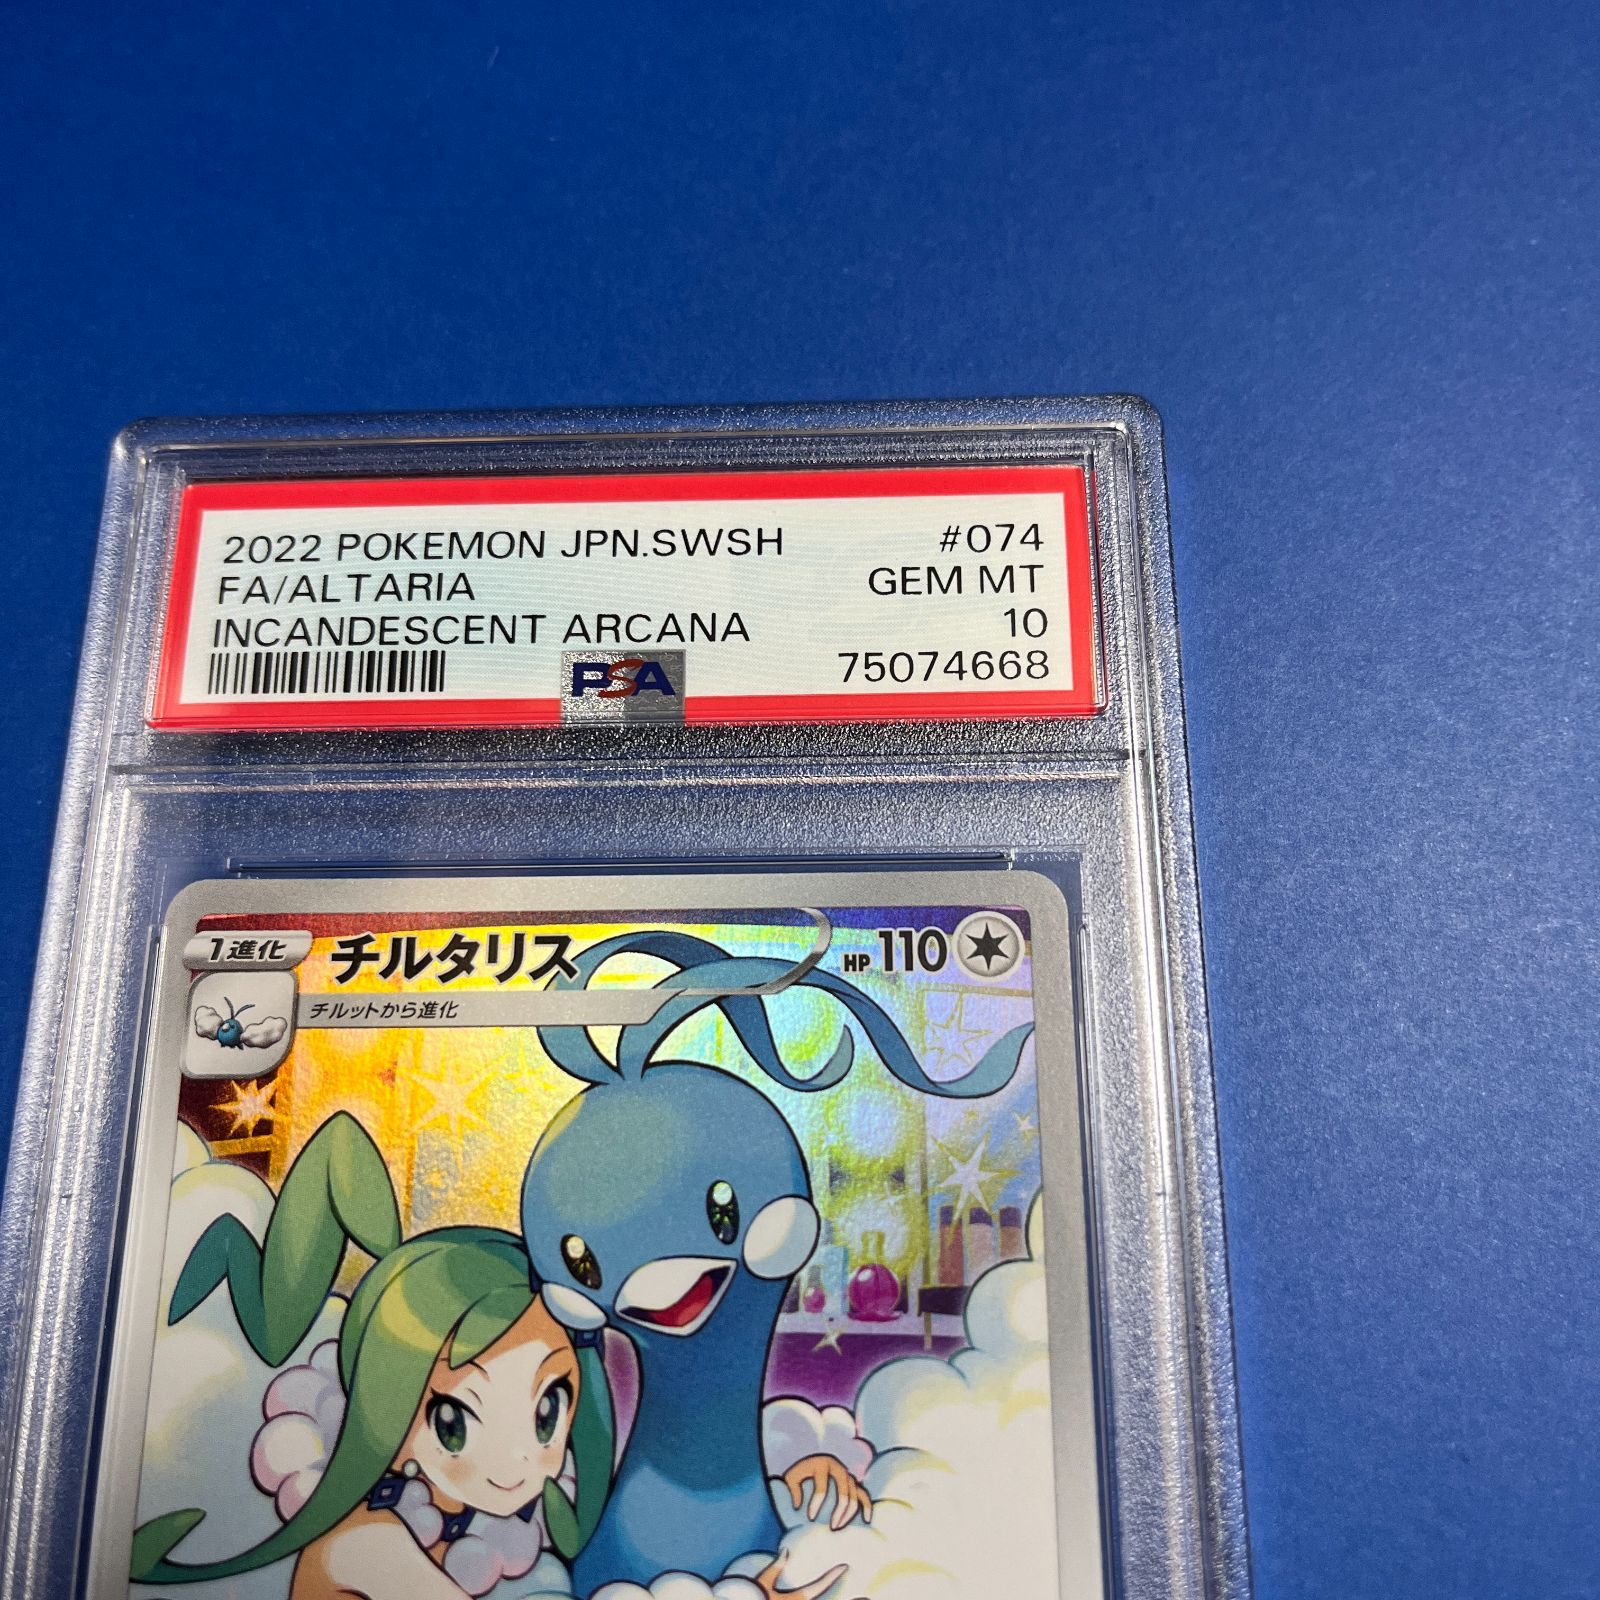 2022 POKEMON JPN.SWSH #074
FA/ALTARIA GEM MT
INCANDESCENT ARCANA 10
PSA 75074668
1進化 チルタリス HP 110
チルットから進化